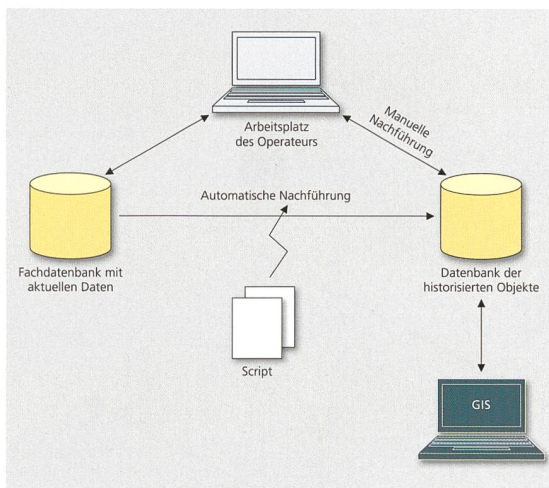 Arbeitsplatz
des Operateurs
Manuelle
Nachführung
Automatische Nachführung
Fachdatenbank mit
aktuellen Daten
Datenbank der
historisierten Objekte
Script
GIS